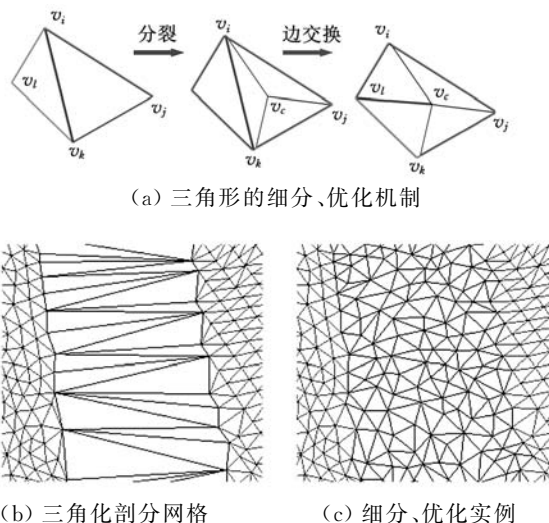 v_i 分裂 v_i 边交换 v_i
v_l v_l
v_c v_c
v_j v_j v_j
v_k v_k v_k
(a) 三角形的细分、优化机制
(b) 三角化剖分网格 (c) 细分、优化实例